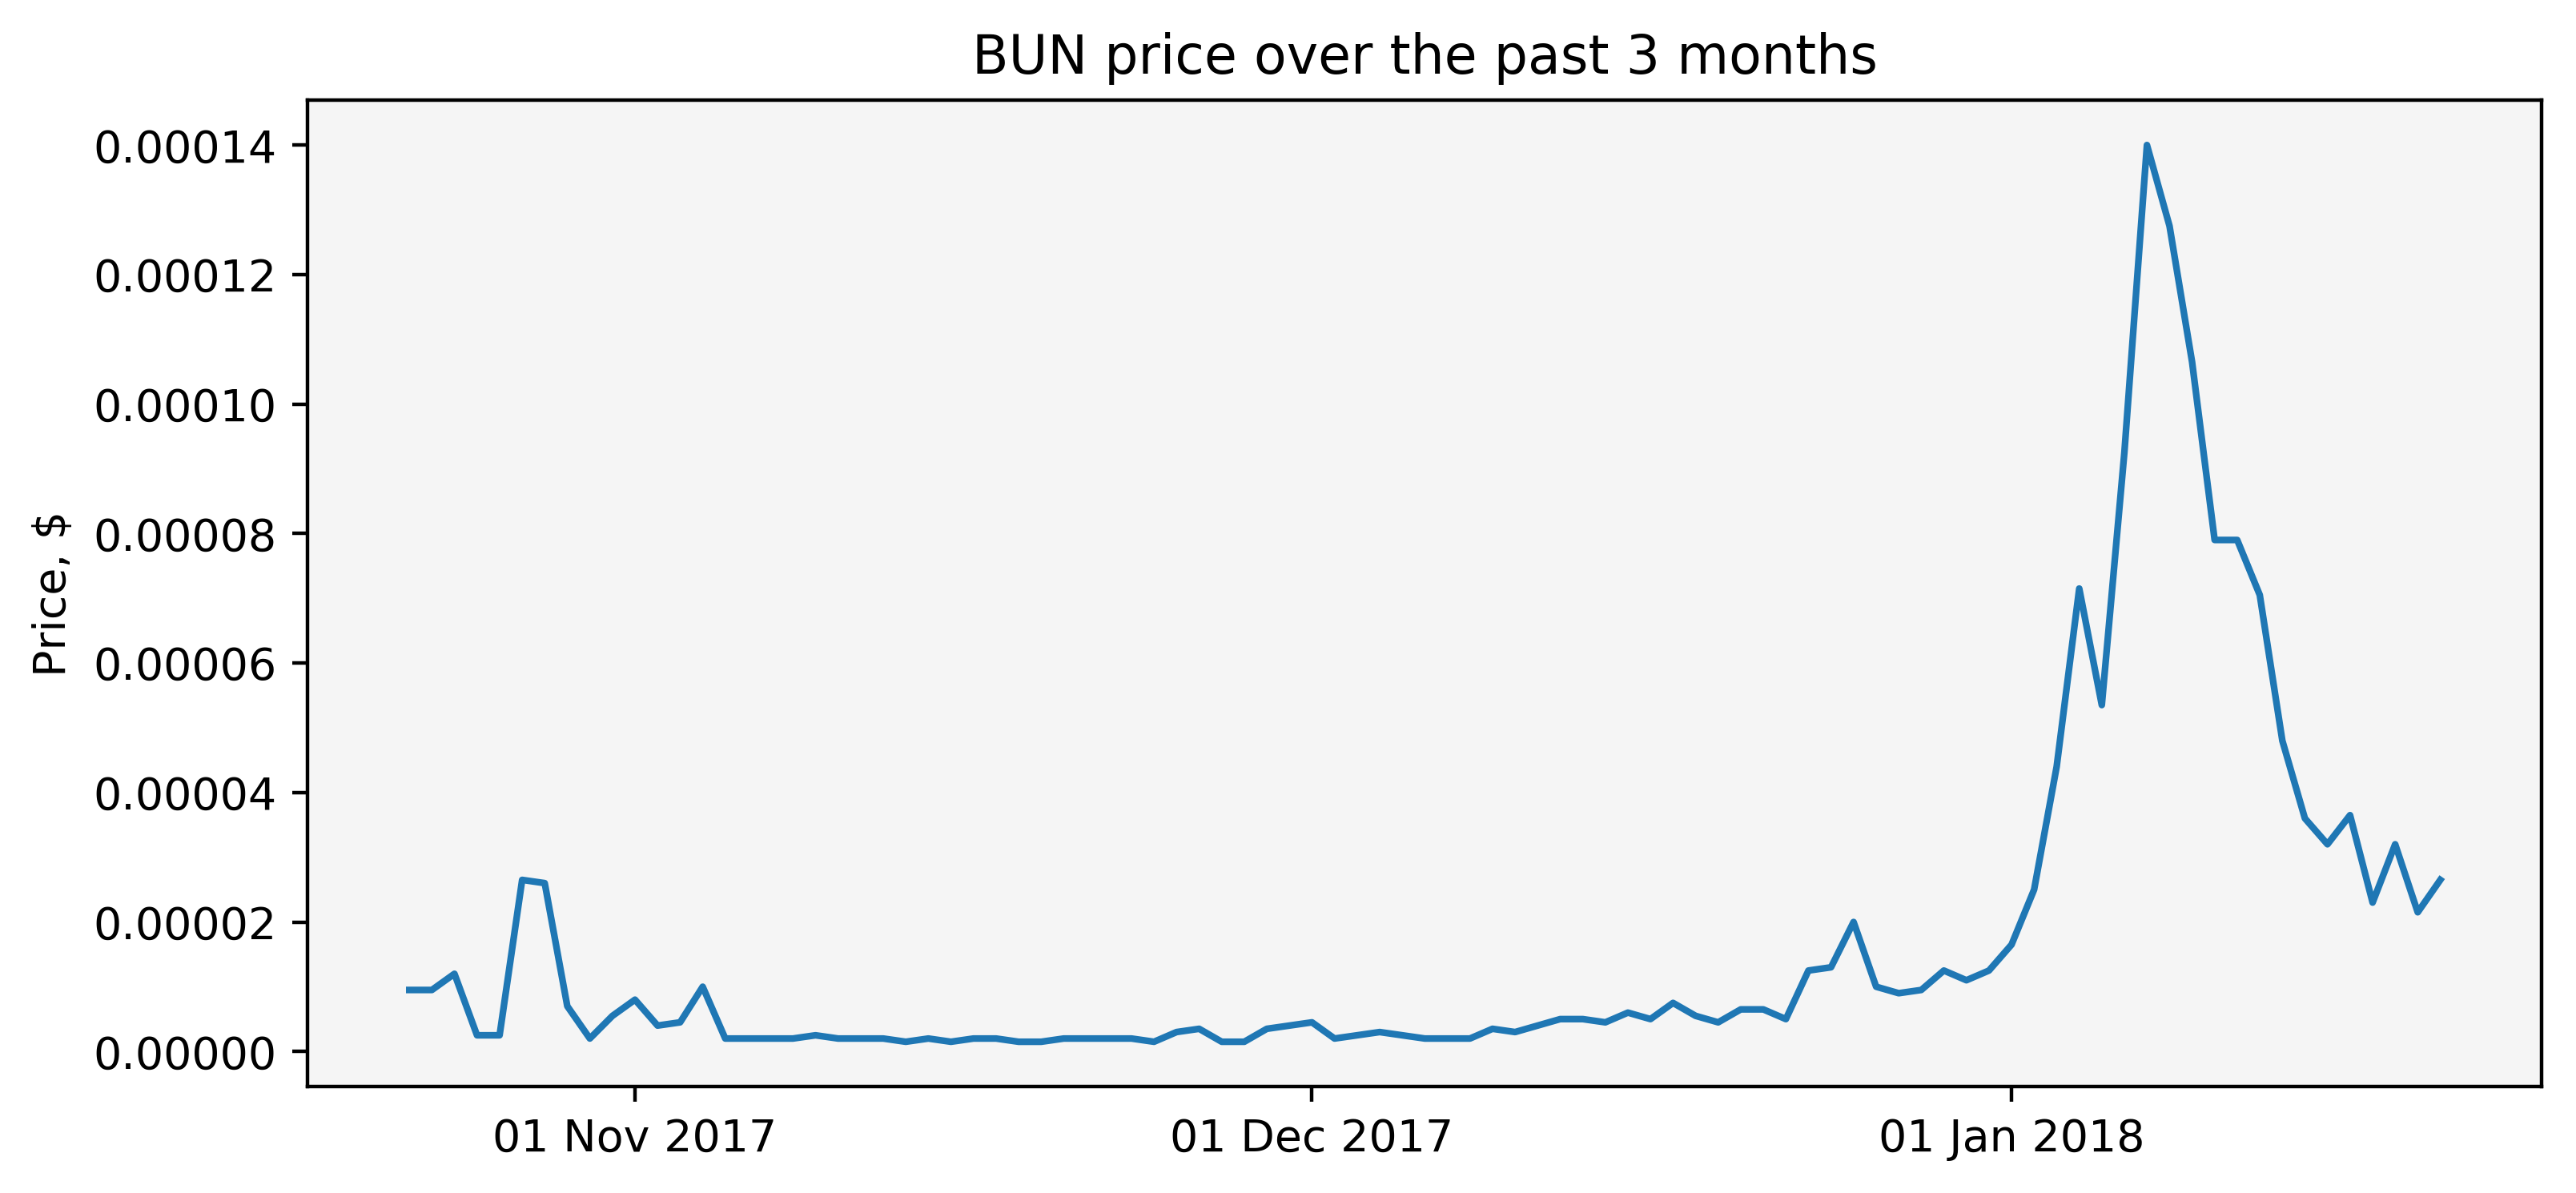 BUN price over the past 3 months
Price, $
0.00014
0.00012
0.00010
0.00008
0.00006
0.00004
0.00002
0.00000
01 Nov 2017
01 Dec 2017
01 Jan 2018